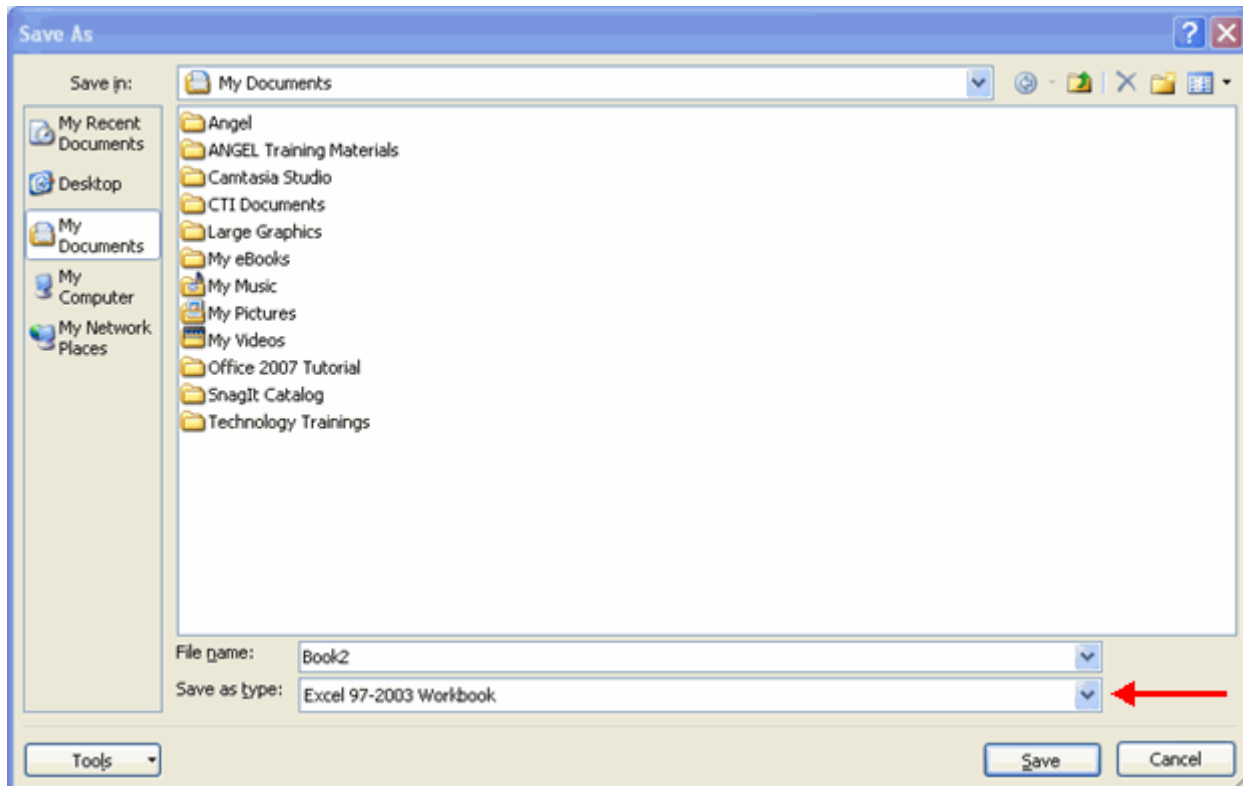 Save As
Save in:
My Documents
My Recent
Documents
Desktop
My
Documents
My
Computer
My Network
Places
Angel
ANGEL Training Materials
Camtasia Studio
CTI Documents
Large Graphics
My eBooks
My Music
My Pictures
My Videos
Office 2007 Tutorial
SnagIt Catalog
Technology Trainings
File name:
Book2
Save as type:
Excel 97-2003 Workbook
Tools
Save
Cancel